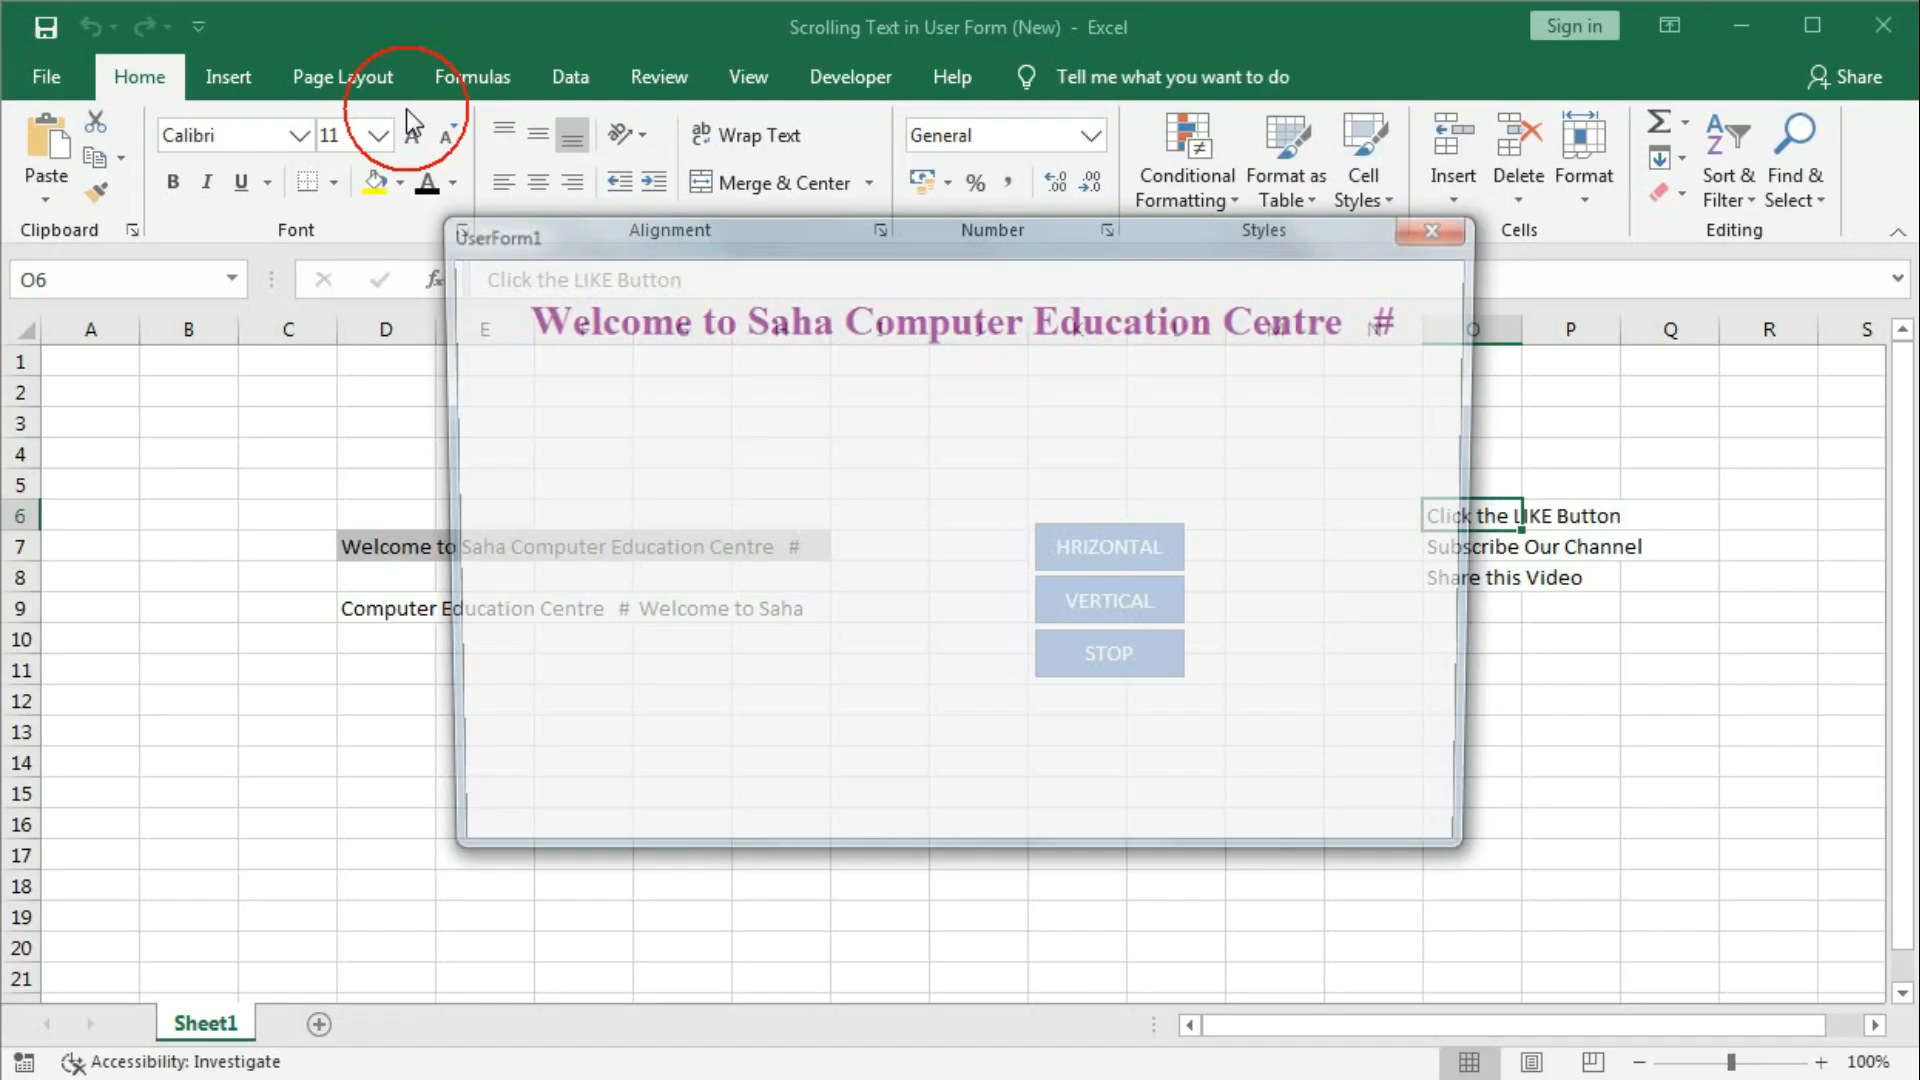 Scrolling Text in User Form (New) - Excel
Sign in
File Home Insert Page Layout Formulas Data Review View Developer Help Tell me what you want to do Share
Calibri 11 ab Wrap Text General
Paste B I U A Merge & Center % Conditional Formatting Format as Table Cell Styles Insert Delete Format Sort & Filter Find & Select
Clipboard Font Alignment Number Styles Cells Editing
UserForm1
O6 fx Click the LIKE Button
Welcome to Saha Computer Education Centre #
A B C D E F G H I J K L M N O P Q R S
1
2
3
4
5
6 Click the LIKE Button
7 Welcome to Saha Computer Education Centre # HRIZONTAL Subscribe Our Channel
8 Share this Video
9 Computer Education Centre # Welcome to Saha VERTICAL
10
STOP
11
12
13
14
15
16
17
18
19
20
21
Sheet1
Accessibility: Investigate
100%